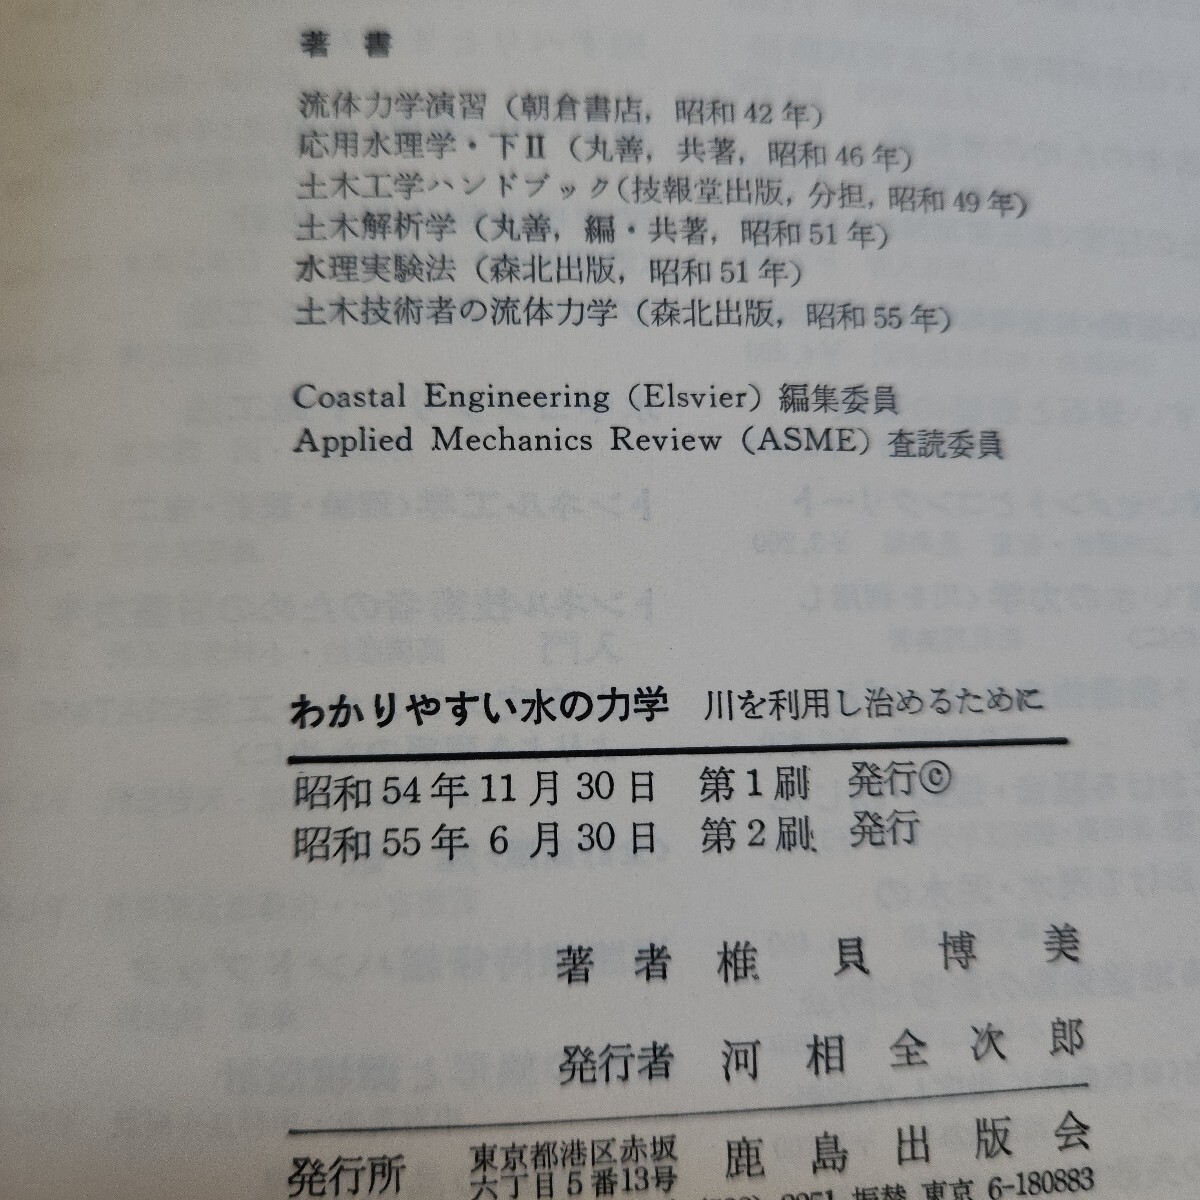 著書
流体力学演習（朝倉書店，昭和42年）
応用水理学・下II（丸善，共著，昭和46年）
土木工学ハンドブック（技報堂出版，分担，昭和49年）
土木解析学（丸善，編・共著，昭和51年）
水理実験法（森北出版，昭和51年）
土木技術者の流体力学（森北出版，昭和55年）
Coastal Engineering（Elsvier）編集委員
Applied Mechanics Review（ASME）査読委員
わかりやすい水の力学 川を利用し治めるために
昭和54年11月30日 第1刷 発行©
昭和55年6月30日 第2刷 発行
著者 椎貝博美
発行者 河相全次郎
発行所 東京都港区赤坂六丁目5番13号 鹿島出版会
振替 東京 6-180883